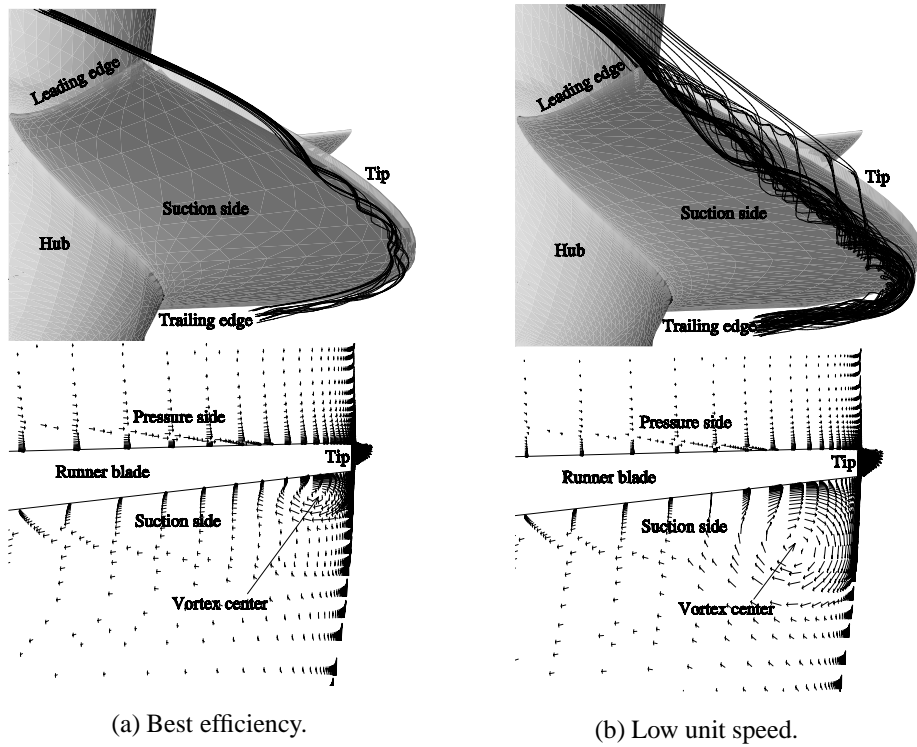 Leading edge
Tip
Suction side
Hub
Trailing edge
Pressure side
Tip
Runner blade
Suction side
Vortex center
(a) Best efficiency.
Leading edge
Tip
Suction side
Hub
Trailing edge
Pressure side
Tip
Runner blade
Suction side
Vortex center
(b) Low unit speed.